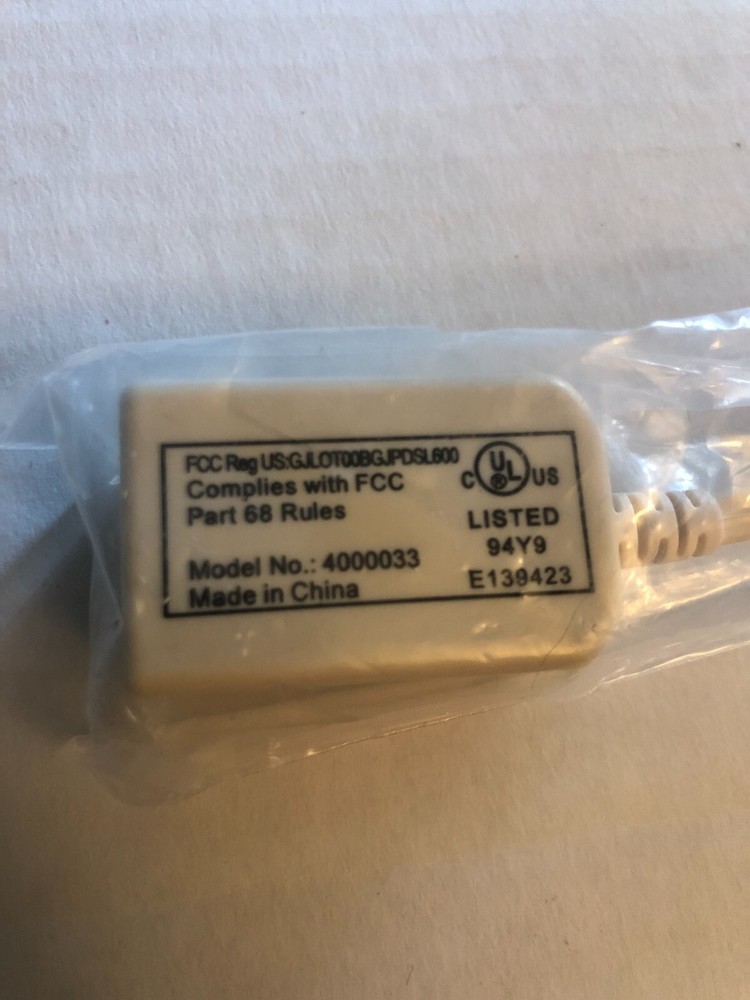 FCC Reg US:GJLOT00BGJPDSL600
Complies with FCC
Part 68 Rules
Model No.: 4000033
Made in China
C UL ® US
LISTED
94Y9
E139423